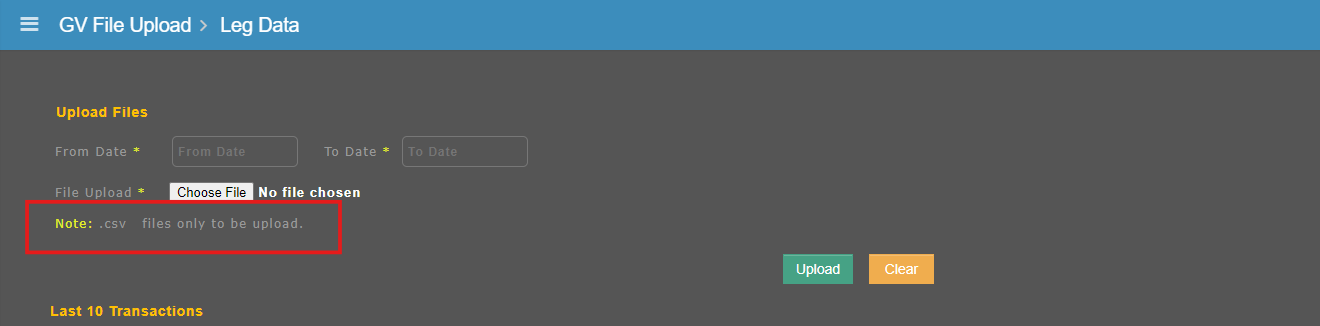 GV File Upload > Leg Data
Upload Files
From Date * From Date To Date * To Date
File Upload * Choose File No file chosen
Note: .csv files only to be upload.
Upload Clear
Last 10 Transactions